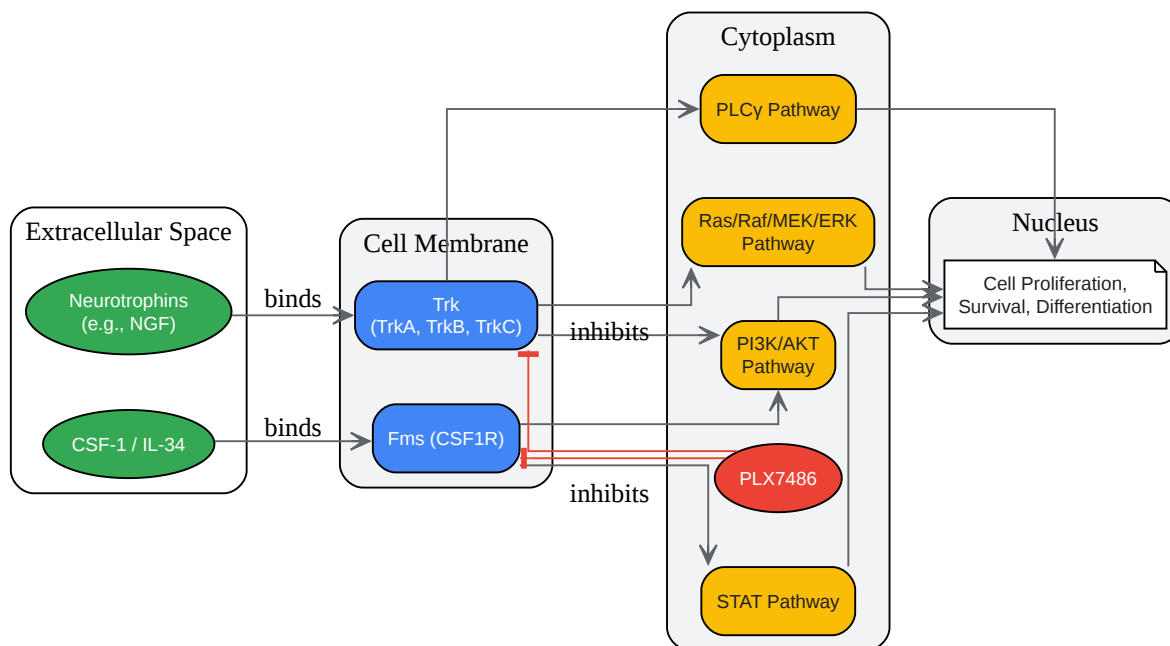 Extracellular Space
Neurotrophins
(e.g., NGF)
CSF-1 / IL-34
binds
binds
Cell Membrane
Trk
(TrkA, TrkB, TrkC)
Fms (CSF1R)
inhibits
inhibits
Cytoplasm
PLCγ Pathway
Ras/Raf/MEK/ERK
Pathway
PI3K/AKT
Pathway
PLX7486
STAT Pathway
Nucleus
Cell Proliferation,
Survival, Differentiation